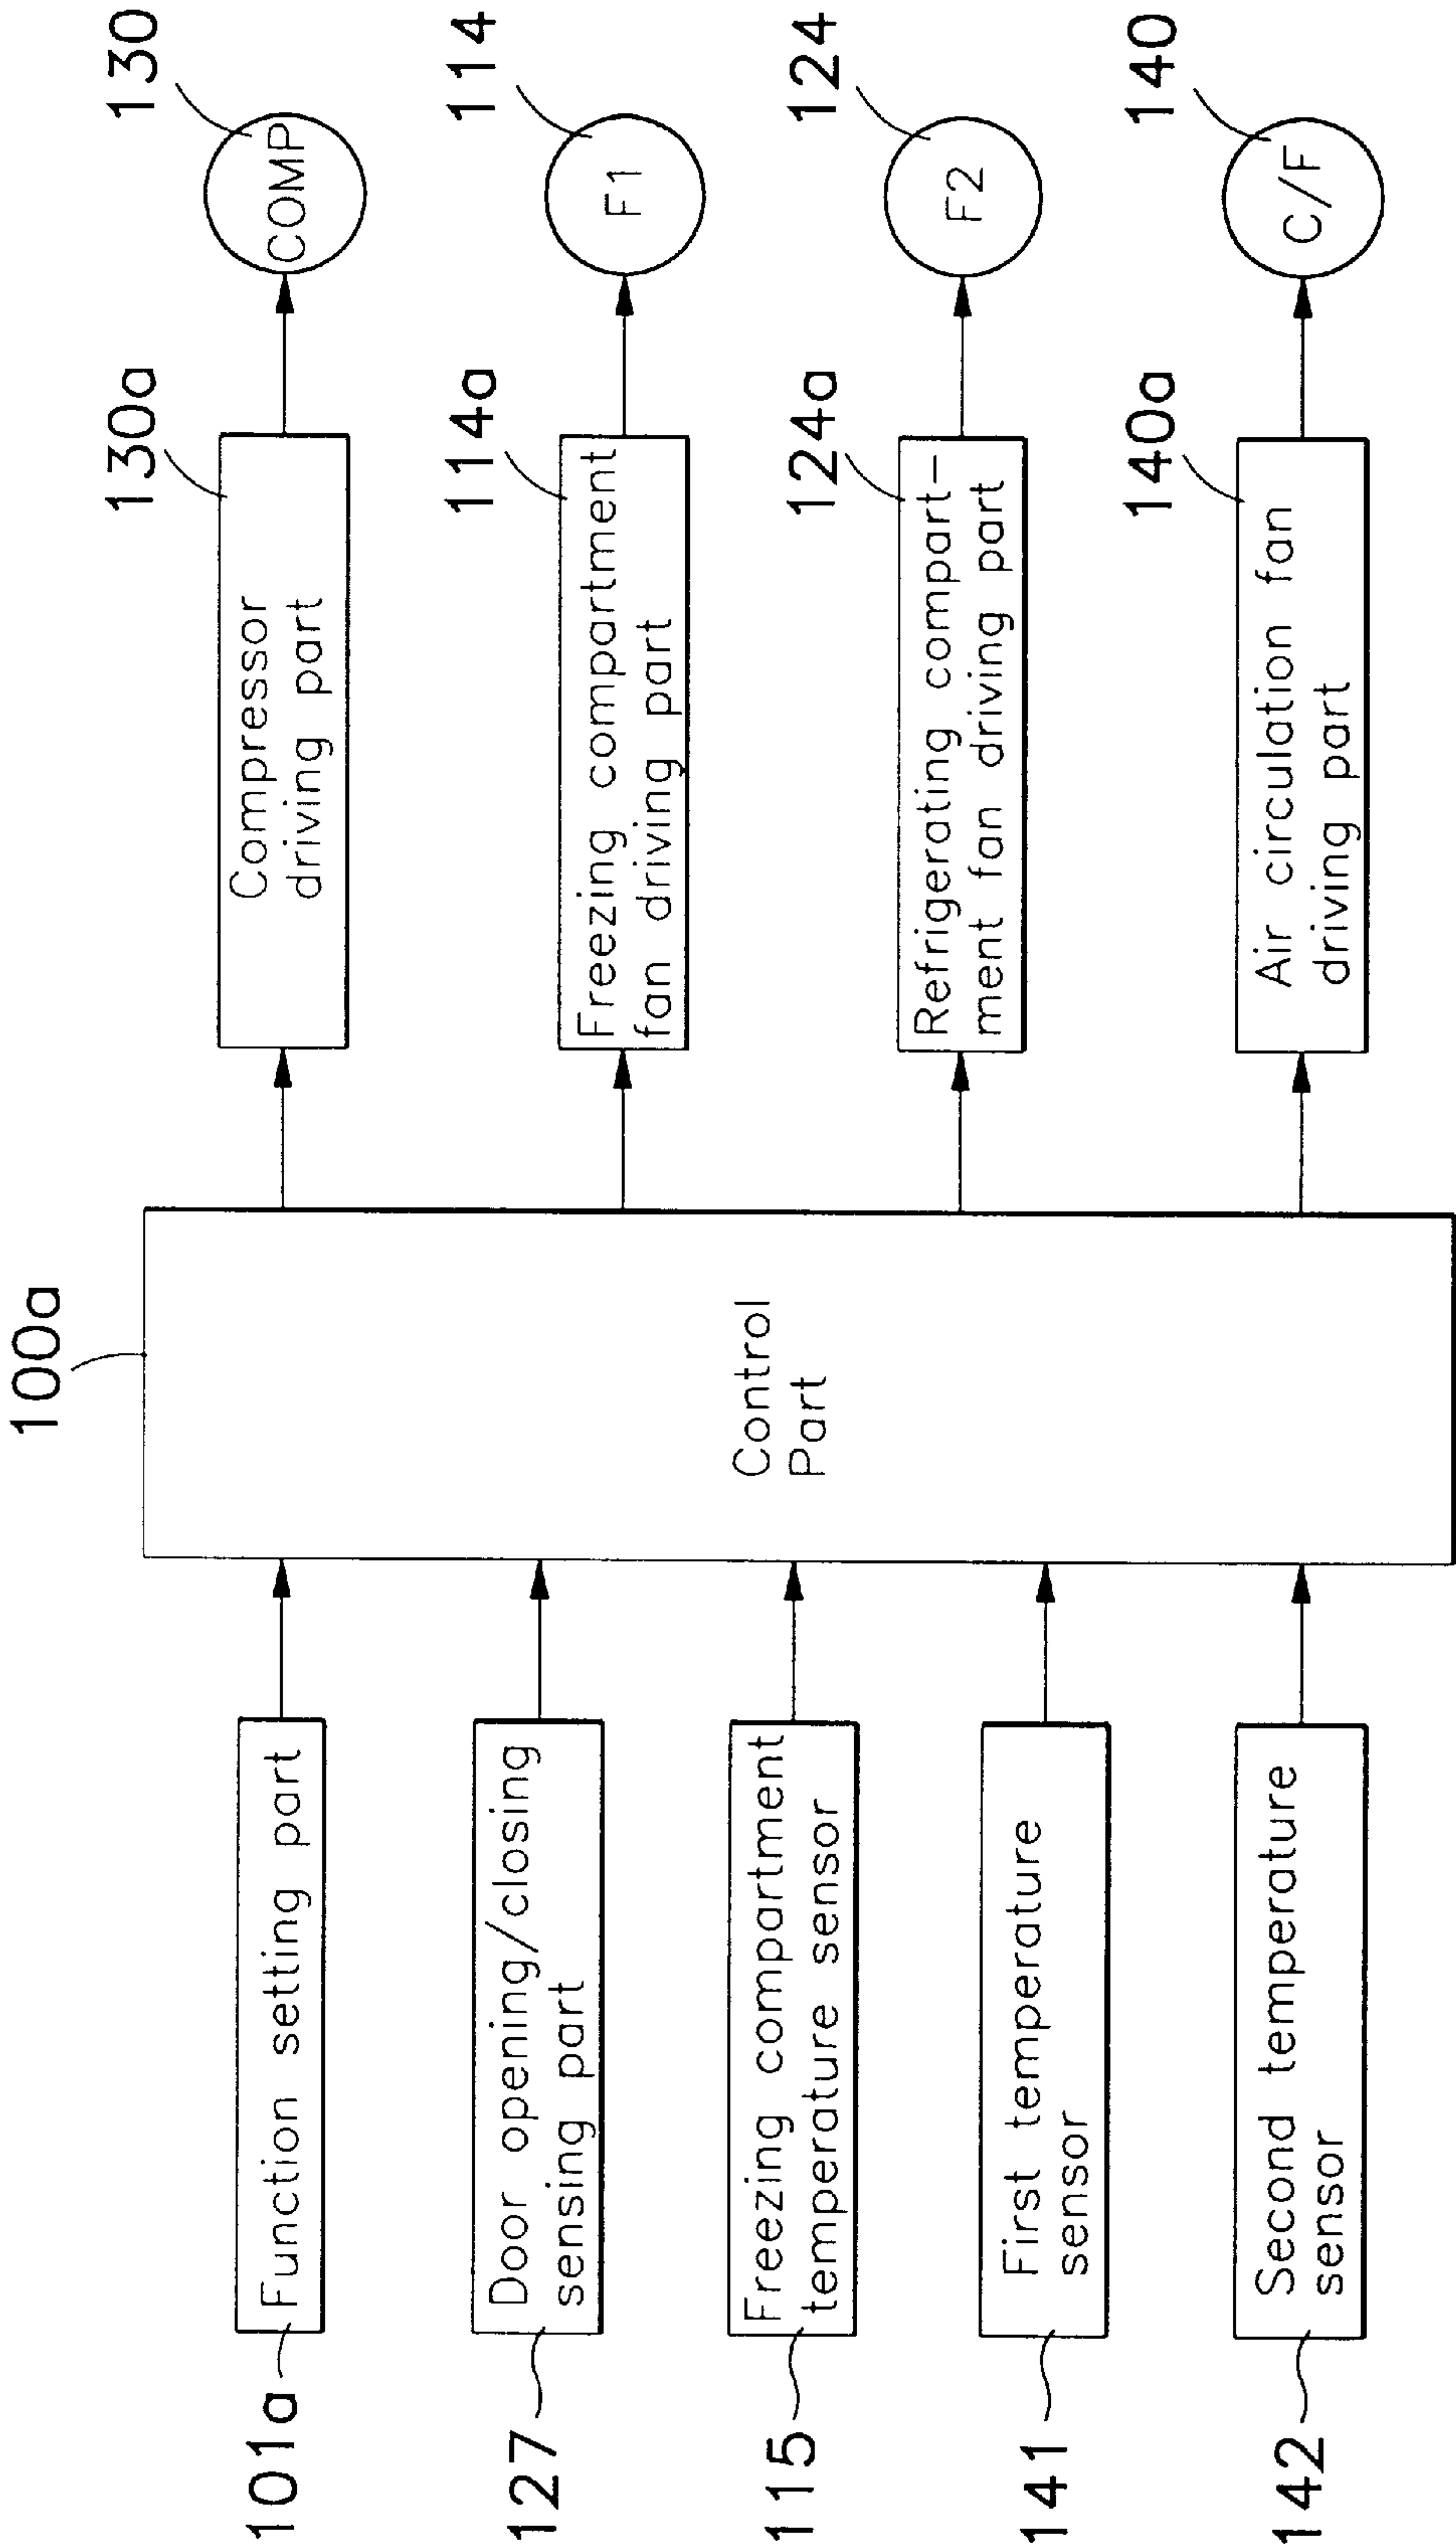 100a
101a
Function setting part
127
Door opening/closing
sensing part
115
Freezing compartment
temperature sensor
141
First temperature
sensor
142
Second temperature
sensor
Control
Part
130a
Compressor
driving part
130
COMP
114a
Freezing compartment
fan driving part
114
F1
124a
Refrigerating compart-
ment fan driving part
124
F2
140a
Air circulation fan
driving part
140
C/F